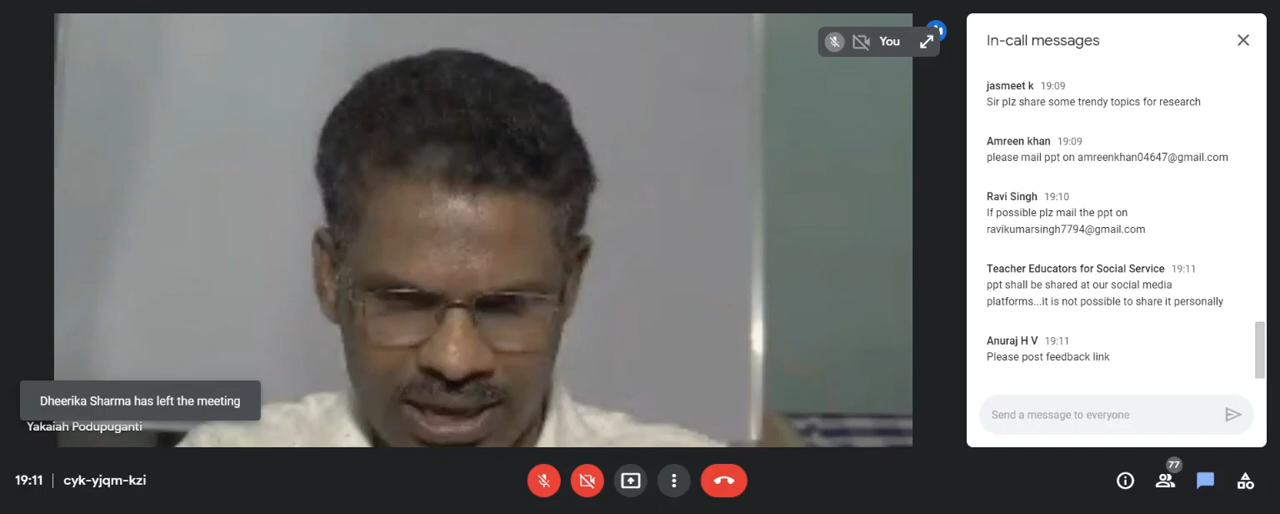 You
Dheerika Sharma has left the meeting
Yakaiah Podupuganti
19:11 | cyk-yjqm-kzi
77
In-call messages
jasmeet k 19:09
Sir plz share some trendy topics for research
Amreen khan 19:09
please mail ppt on amreenkhan04647@gmail.com
Ravi Singh 19:10
If possible plz mail the ppt on
ravikumarsingh7794@gmail.com
Teacher Educators for Social Service 19:11
ppt shall be shared at our social media
platforms...it is not possible to share it personally
Anuraj H V 19:11
Please post feedback link
Send a message to everyone